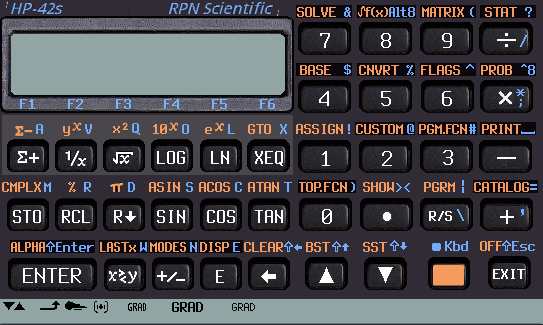 HP-42s RPN Scientific SOLVE & ∫f(x)Alt8 MATRIX ( STAT ?
7 8 9 ÷ /
BASE $ CNVRT % FLAGS ^ PROB ^8
F1 F2 F3 F4 F5 F6 4 5 6 × * ;
Σ- A yˣ V x² Q 10ˣ O eˣ L GTO X ASSIGN ! CUSTOM @ PGM.FCN # PRINT _
Σ+ 1/x √x LOG LN XEQ 1 2 3 —
CMPLX M % R π D ASIN S ACOS C ATAN T TOP.FCN ) SHOW >< PGRM ¦ CATALOG =
STO RCL R↓ SIN COS TAN 0 • R/S \ + '
ALPHA⇧Enter LASTx W MODES N DISP E CLEAR⇧← BST⇧↑ SST⇧↓ ■ Kbd OFF⇧Esc
ENTER x≷y +/− E ← ▲ ▼ EXIT
▼▲ GRAD GRAD GRAD